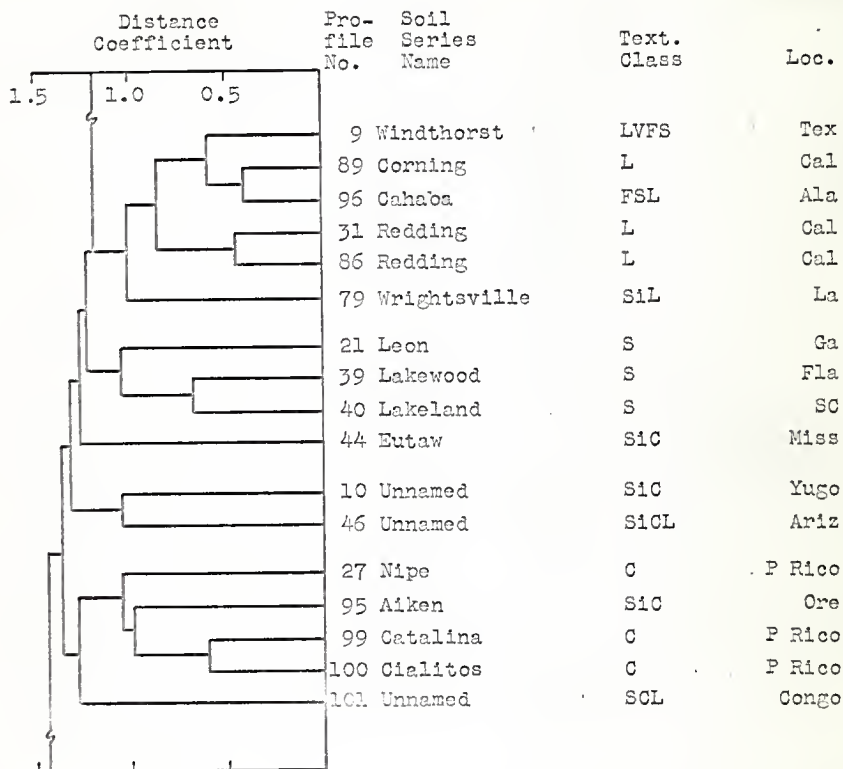 Distance Coefficient
Pro- file No.
Soil Series Name
Text. Class
Loc.
1.5 1.0 0.5
9 Windthorst LVFS Tex
89 Corning L Cal
96 Cahaba FSL Ala
31 Redding L Cal
86 Redding L Cal
79 Wrightsville SiL La
21 Leon S Ga
39 Lakewood S Fla
40 Lakeland S SC
44 Eutaw SiC Miss
10 Unnamed SiC Yugo
46 Unnamed SiCL Ariz
27 Nipe C P Rico
95 Aiken SiC Ore
99 Catalina C P Rico
100 Cialitos C P Rico
101 Unnamed SCL Congo